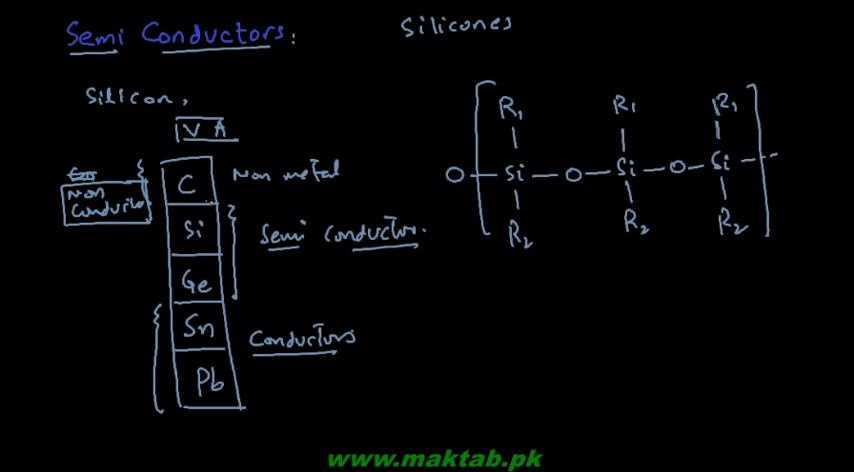 Semi Conductors:
Silicones
Silicon,
IV A
C
Non metal
Non
Conductor
Si
Semi Conductor.
Ge
Sn
Conductors
Pb
R₁ R₁ R₁
O — Si — O — Si — O — Si —
R₂ R₂ R₂
www.maktab.pk